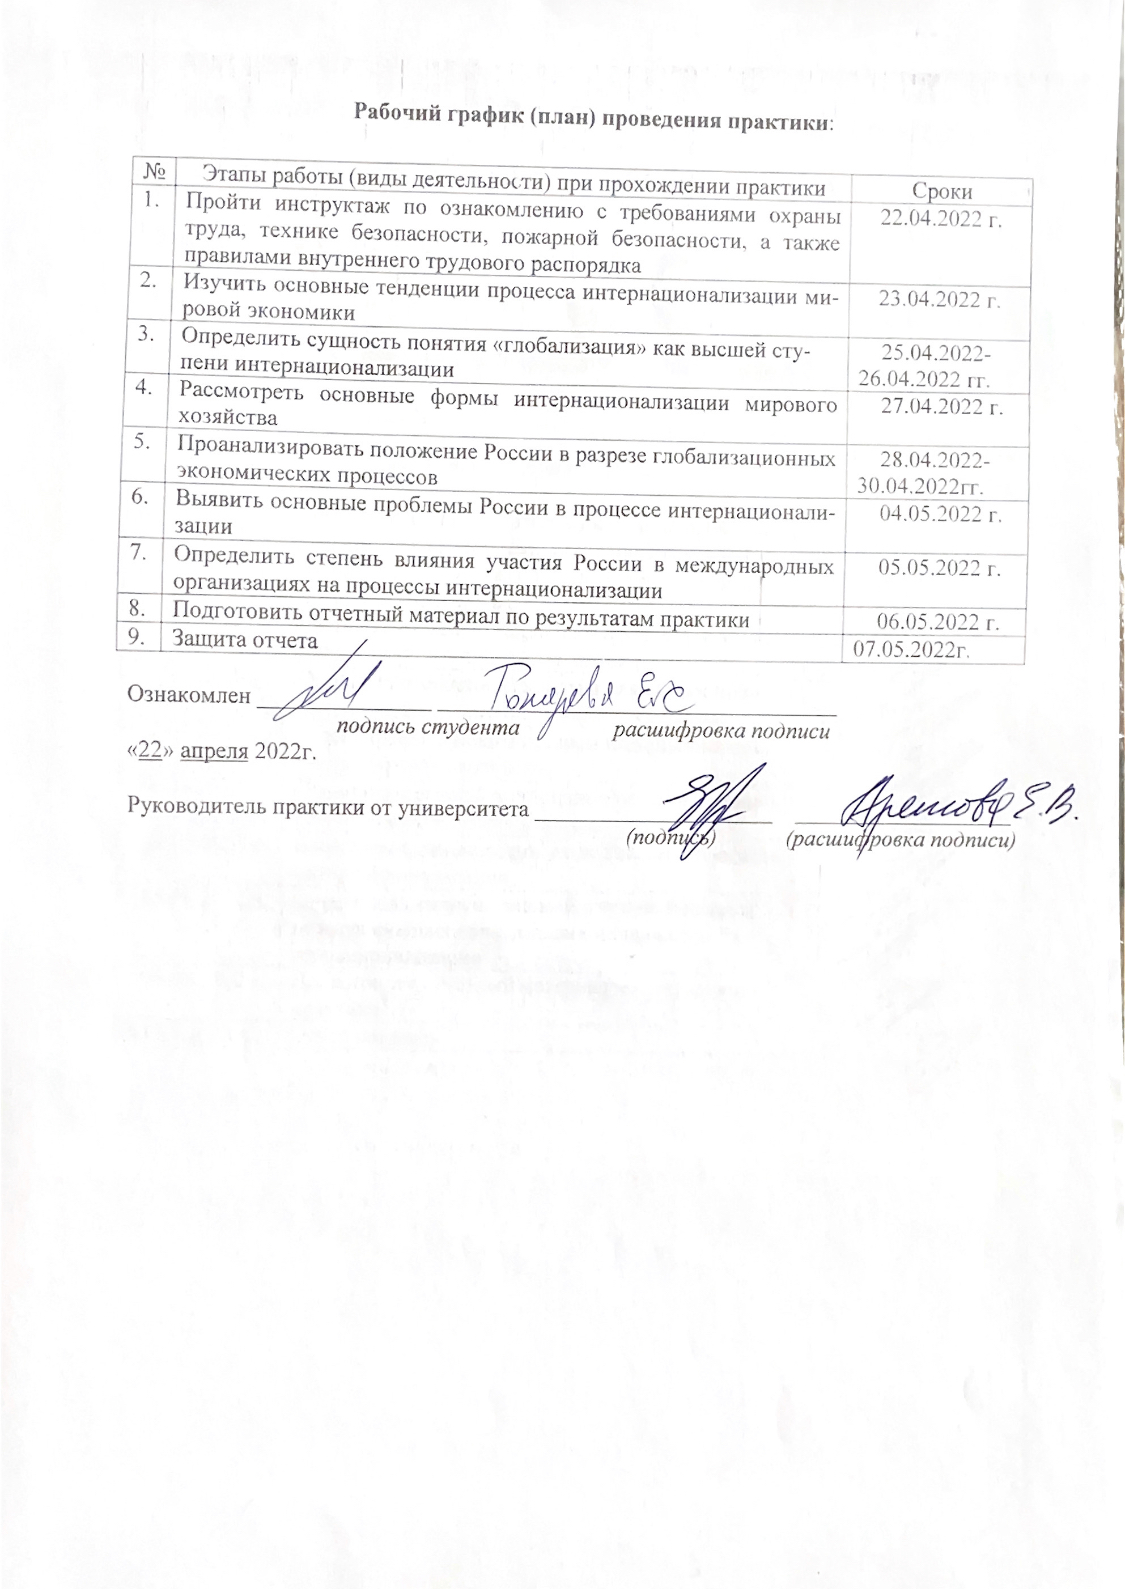 Рабочий график (план) проведения практики:
№ Этапы работы (виды деятельности) при прохождении практики Сроки
1. Пройти инструктаж по ознакомлению с требованиями охраны 22.04.2022 г.
труда, технике безопасности, пожарной безопасности, а также
правилами внутреннего трудового распорядка
2. Изучить основные тенденции процесса интернационализации ми- 23.04.2022 г.
ровой экономики
3. Определить сущность понятия «глобализация» как высшей сту- 25.04.2022-
пени интернационализации 26.04.2022 гг.
4. Рассмотреть основные формы интернационализации мирового 27.04.2022 г.
хозяйства
5. Проанализировать положение России в разрезе глобализационных 28.04.2022-
экономических процессов 30.04.2022гг.
6. Выявить основные проблемы России в процессе интернационали- 04.05.2022 г.
зации
7. Определить степень влияния участия России в международных 05.05.2022 г.
организациях на процессы интернационализации
8. Подготовить отчетный материал по результатам практики 06.05.2022 г.
9. Защита отчета 07.05.2022г.
Ознакомлен
подпись студента расшифровка подписи
«22» апреля 2022г.
Руководитель практики от университета Е.В.
(подпись) (расшифровка подписи)